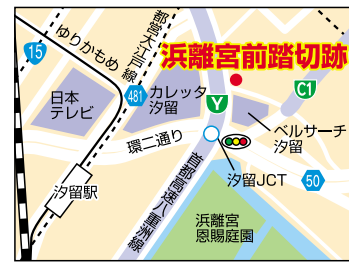 ゆりかもめ
都営大江戸線
15
浜離宮前踏切跡
日本
テレビ
481
カレッタ
汐留
Y
C1
ベルサーチ
汐留
環二通り
汐留駅
首都高速八重洲線
汐留JCT
50
浜離宮
恩賜庭園